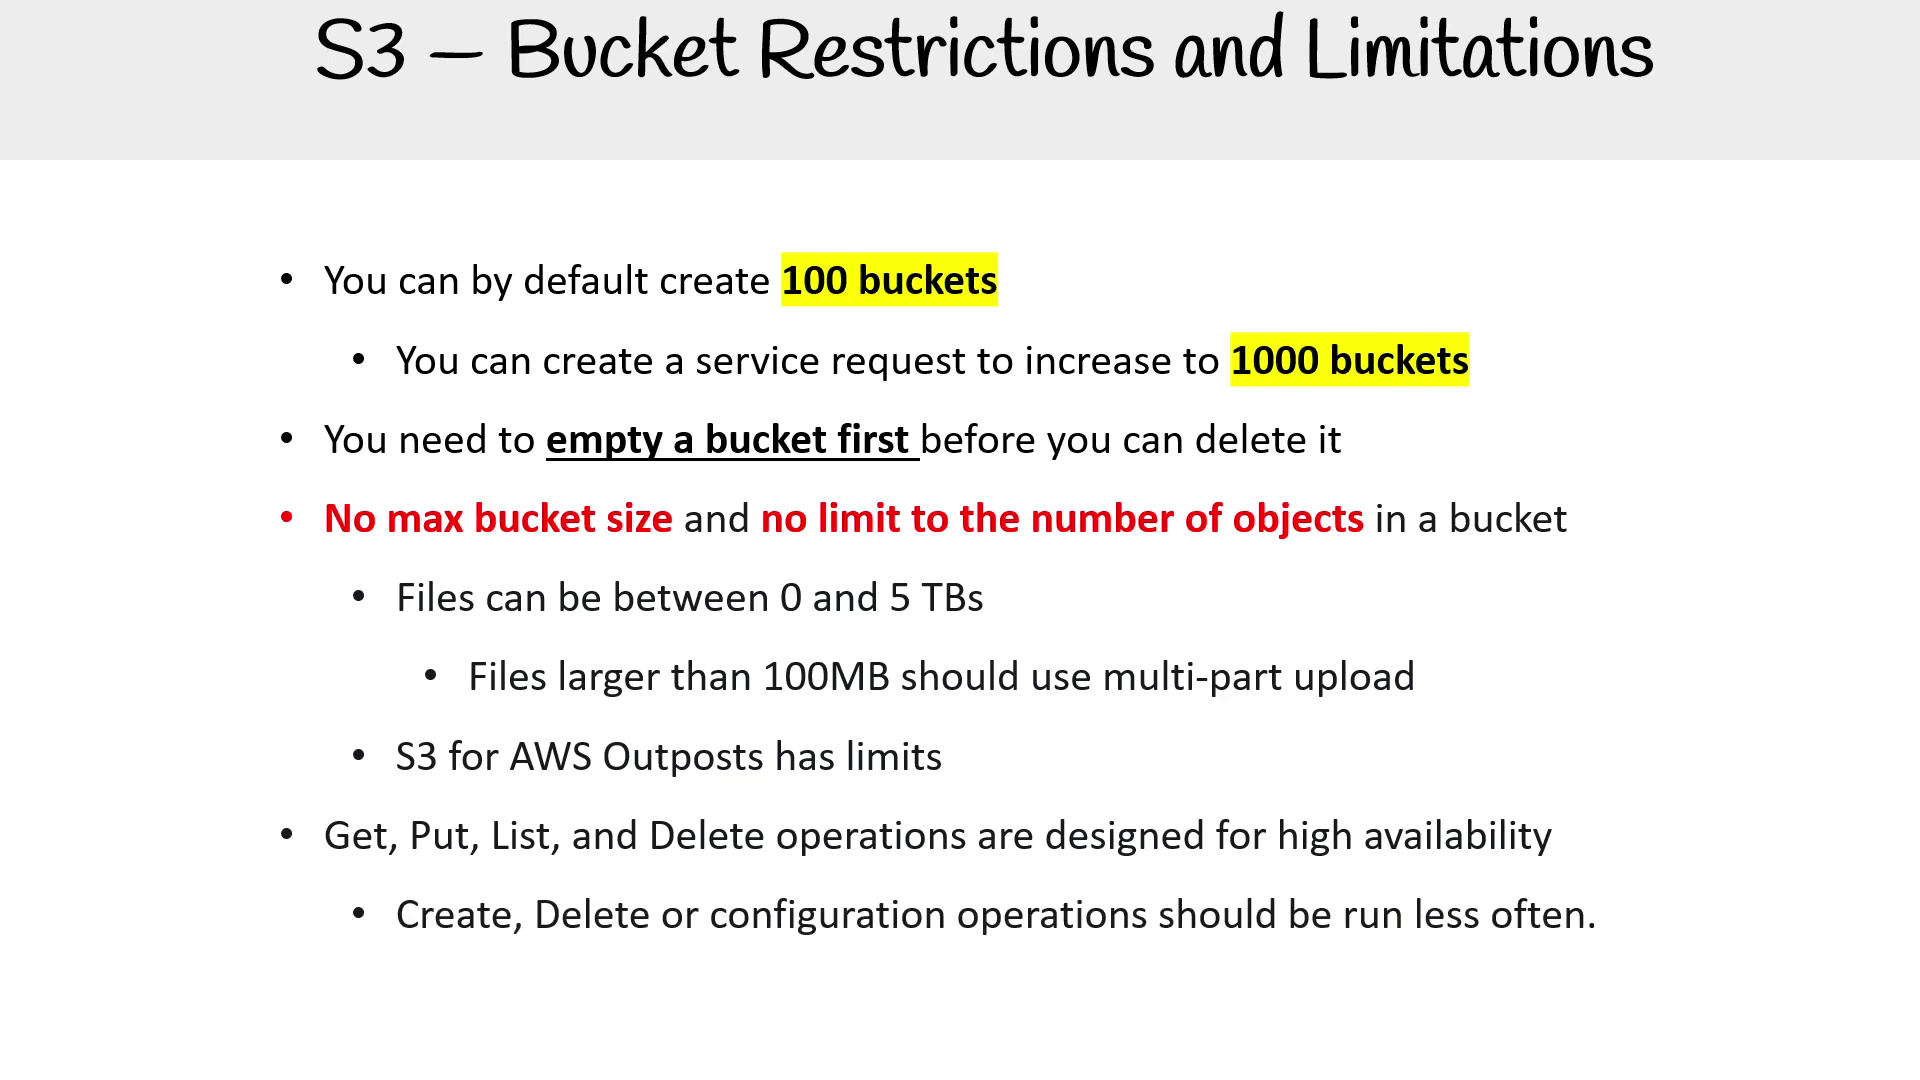 S3 – Bucket Restrictions and Limitations
• You can by default create 100 buckets
• You can create a service request to increase to 1000 buckets
• You need to empty a bucket first before you can delete it
• No max bucket size and no limit to the number of objects in a bucket
• Files can be between 0 and 5 TBs
• Files larger than 100MB should use multi-part upload
• S3 for AWS Outposts has limits
• Get, Put, List, and Delete operations are designed for high availability
• Create, Delete or configuration operations should be run less often.